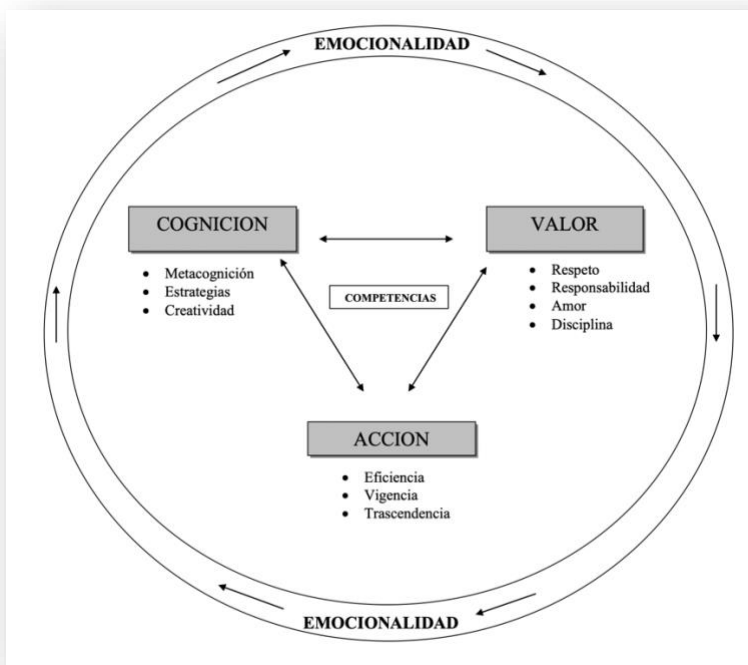 EMOCIONALIDAD
COGNICION
• Metacognición
• Estrategias
• Creatividad
VALOR
• Respeto
• Responsabilidad
• Amor
• Disciplina
COMPETENCIAS
ACCION
• Eficiencia
• Vigencia
• Trascendencia
EMOCIONALIDAD